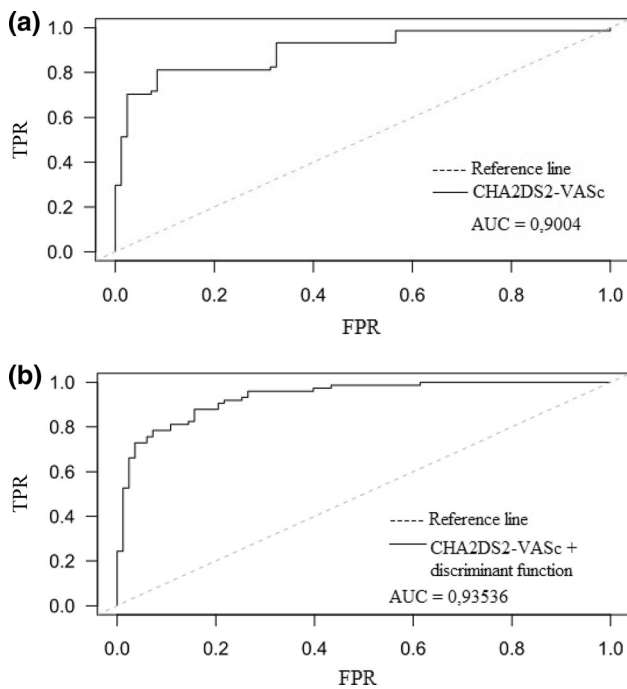 (a)
1.0
0.8
0.6
0.4
0.2
0.0
TPR
Reference line
CHA2DS2-VASc
AUC = 0,9004
0.0 0.2 0.4 0.6 0.8 1.0
FPR
(b)
1.0
0.8
0.6
0.4
0.2
0.0
TPR
Reference line
CHA2DS2-VASc +
discriminant function
AUC = 0,93536
0.0 0.2 0.4 0.6 0.8 1.0
FPR